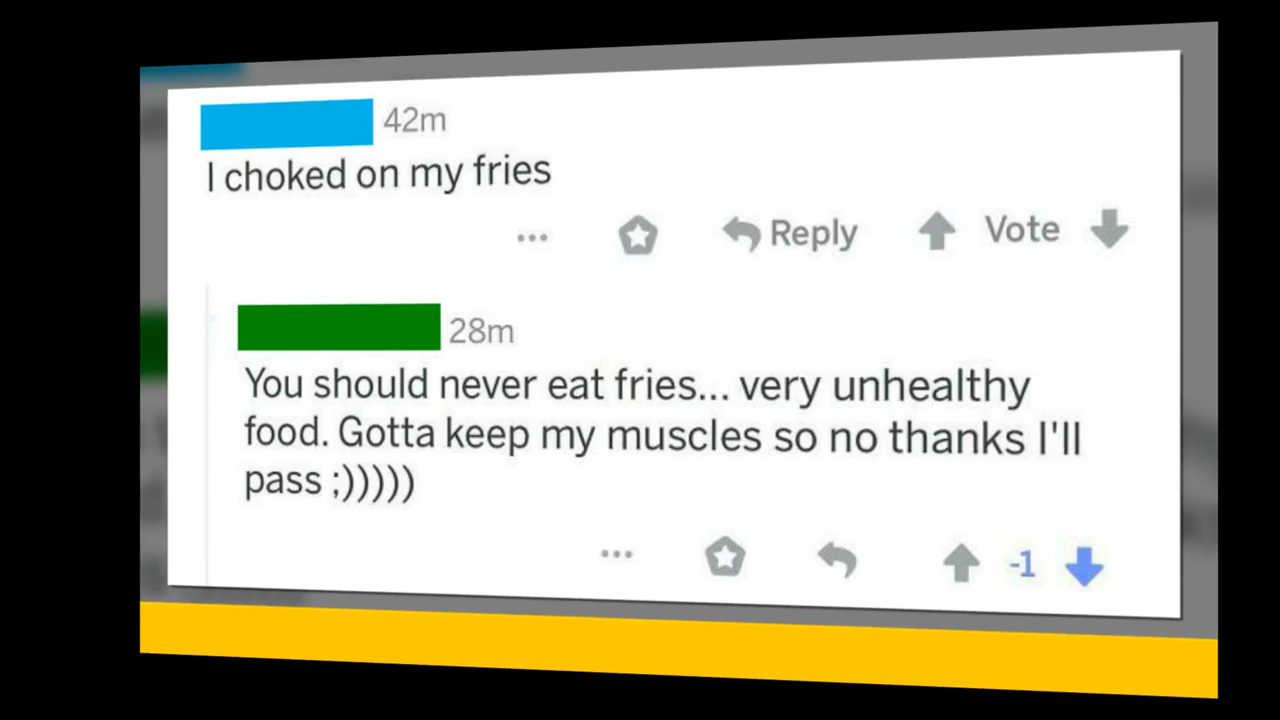 42m
I choked on my fries
... Reply Vote
28m
You should never eat fries... very unhealthy
food. Gotta keep my muscles so no thanks I'll
pass ;)))))
... -1